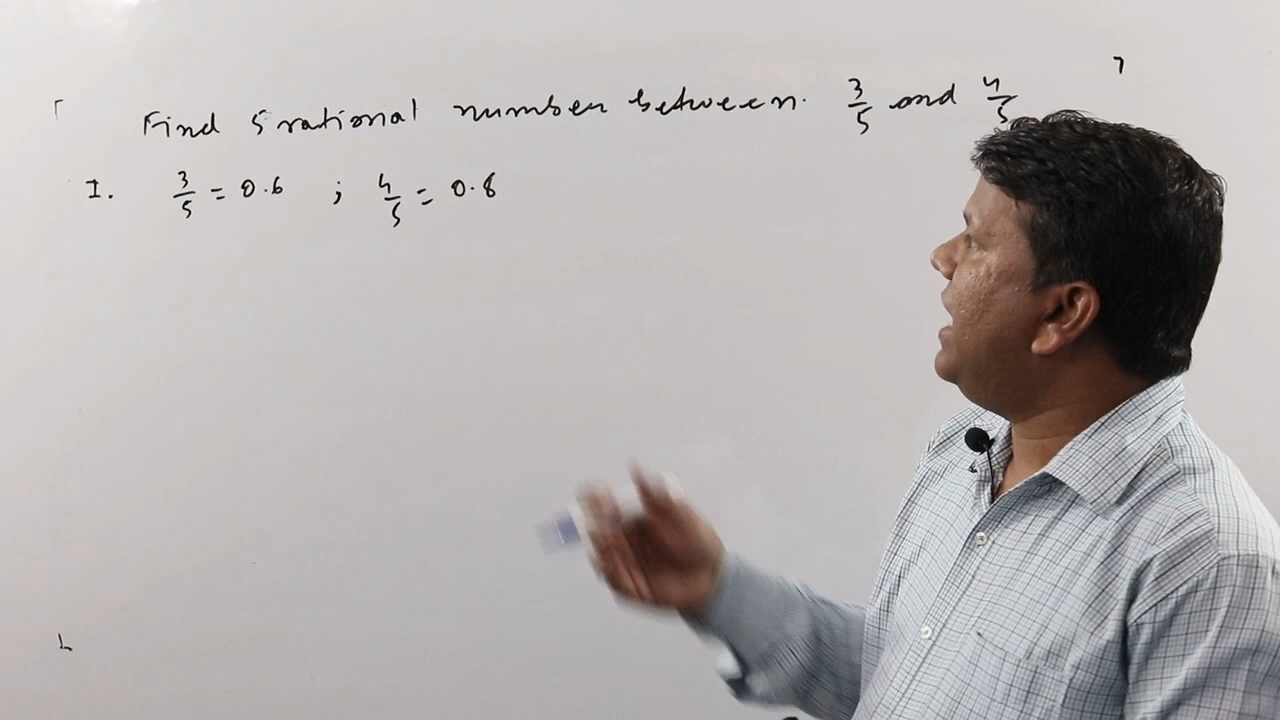 Find 5 rational number between. 3/5 and 4/5
I. 3/5 = 0.6 ; 4/5 = 0.8